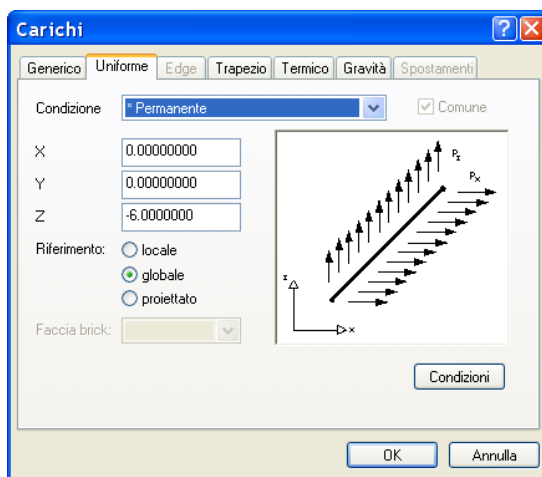 Carichi
Generico Uniforme Edge Trapezio Termico Gravità Spostamenti
Condizione * Permanente Comune
X 0.00000000
Y 0.00000000
Z -6.0000000
Riferimento: locale
globale
proiettato
Faccia brick:
Pz
Px
z
x
Condizioni
OK Annulla